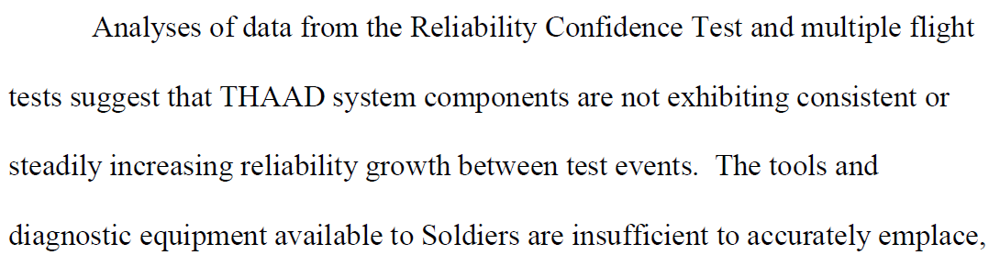 Analyses of data from the Reliability Confidence Test and multiple flight
tests suggest that THAAD system components are not exhibiting consistent or
steadily increasing reliability growth between test events.  The tools and
diagnostic equipment available to Soldiers are insufficient to accurately emplace,